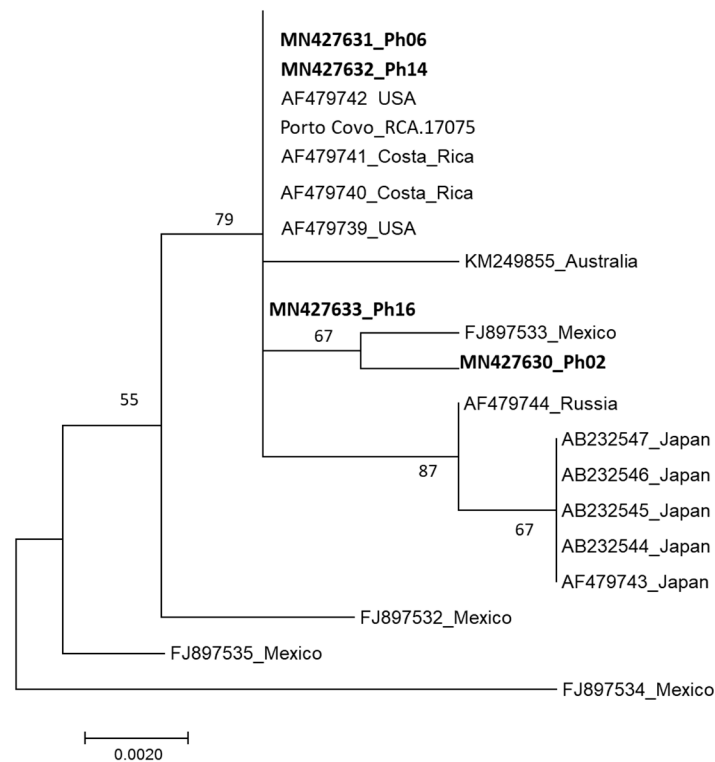 MN427631_Ph06
MN427632_Ph14
AF479742 USA
Porto Covo_RCA.17075
AF479741_Costa_Rica
AF479740_Costa_Rica
79
AF479739_USA
KM249855_Australia
MN427633_Ph16
67
FJ897533_Mexico
MN427630_Ph02
55
AF479744_Russia
AB232547_Japan
87
AB232546_Japan
AB232545_Japan
67
AB232544_Japan
AF479743_Japan
FJ897532_Mexico
FJ897535_Mexico
FJ897534_Mexico
0.0020